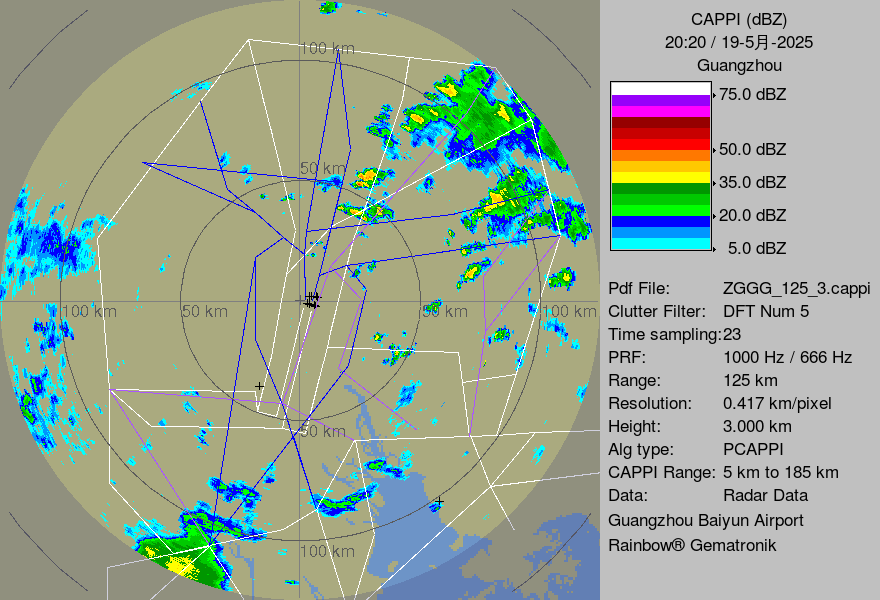 CAPPI (dBZ)
20:20 / 19-5月-2025
Guangzhou
75.0 dBZ
50.0 dBZ
35.0 dBZ
20.0 dBZ
5.0 dBZ
Pdf File: ZGGG_125_3.cappi
Clutter Filter: DFT Num 5
Time sampling:23
PRF: 1000 Hz / 666 Hz
Range: 125 km
Resolution: 0.417 km/pixel
Height: 3.000 km
Alg type: PCAPPI
CAPPI Range: 5 km to 185 km
Data: Radar Data
Guangzhou Baiyun Airport
Rainbow® Gematronik
100 km
50 km
100 km
50 km
50 km
100 km
50 km
100 km